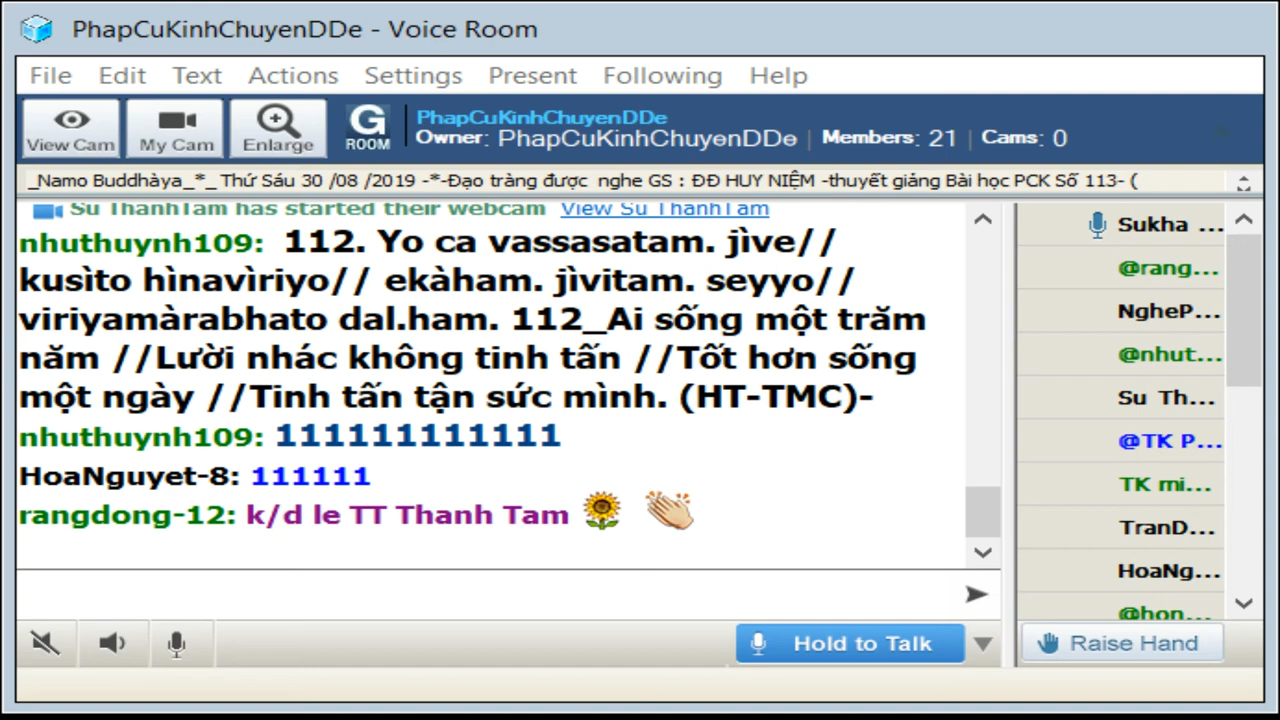 PhapCuKinhChuyenDDe - Voice Room
File Edit Text Actions Settings Present Following Help
View Cam My Cam Enlarge G ROOM
PhapCuKinhChuyenDDe
Owner: PhapCuKinhChuyenDDe | Members: 21 | Cams: 0
_Namo Buddhàya_*_ Thứ Sáu 30 /08 /2019 -*-Đạo tràng được nghe GS : ĐĐ HUY NIỆM -thuyết giảng Bài học PCK Số 113- (
Su ThanhTam has started their webcam View Su ThanhTam
nhuthuynh109: 112. Yo ca vassasatam. jìve//
kusìto hìnavìriyo// ekàham. jìvitam. seyyo//
viriyamàrabhato dal.ham. 112_Ai sống một trăm
năm //Lười nhác không tinh tấn //Tốt hơn sống
một ngày //Tinh tấn tận sức mình. (HT-TMC)-
nhuthuynh109: 111111111111
HoaNguyet-8: 111111
rangdong-12: k/d le TT Thanh Tam
Sukha ...
@rang...
NgheP...
@nhut...
Su Th...
@TK P...
TK mi...
TranD...
HoaNg...
@hon...
Hold to Talk
Raise Hand